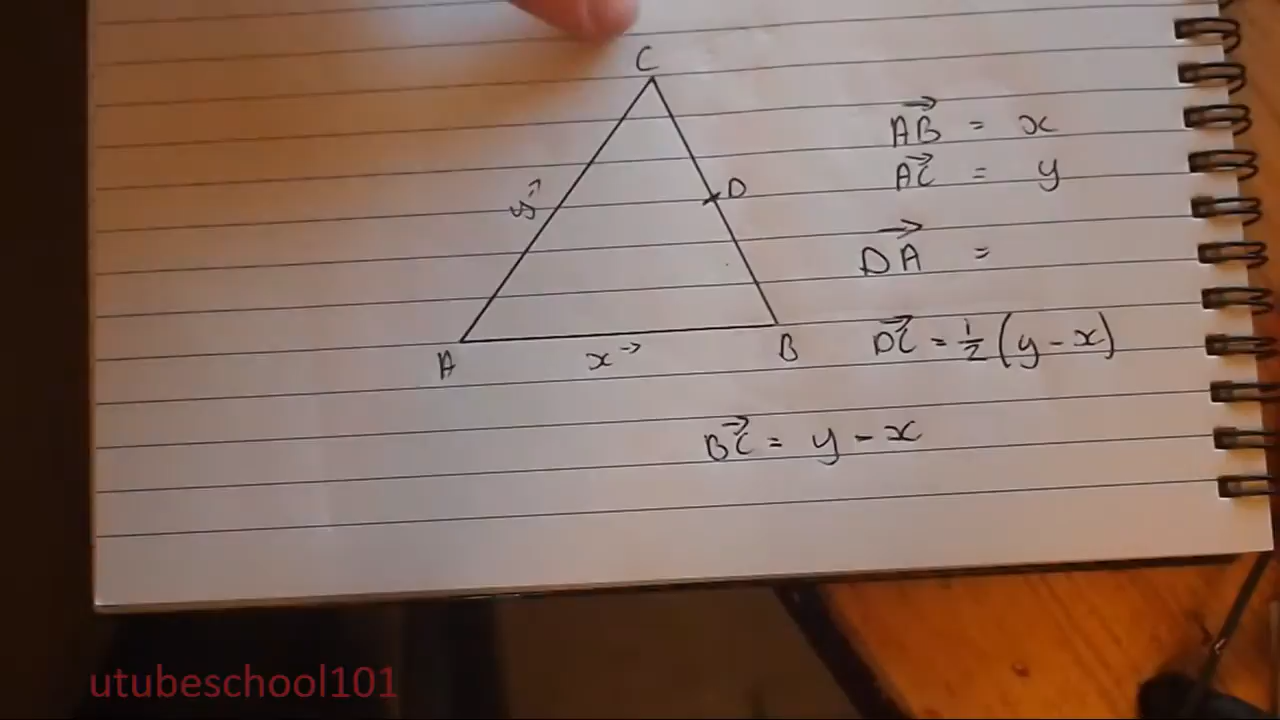 C
AB→ = x
AC→ = y
y→
D
DA→ =
A
x→
B
DC→ = 1/2 (y - x)
BC→ = y - x
utubeschool101